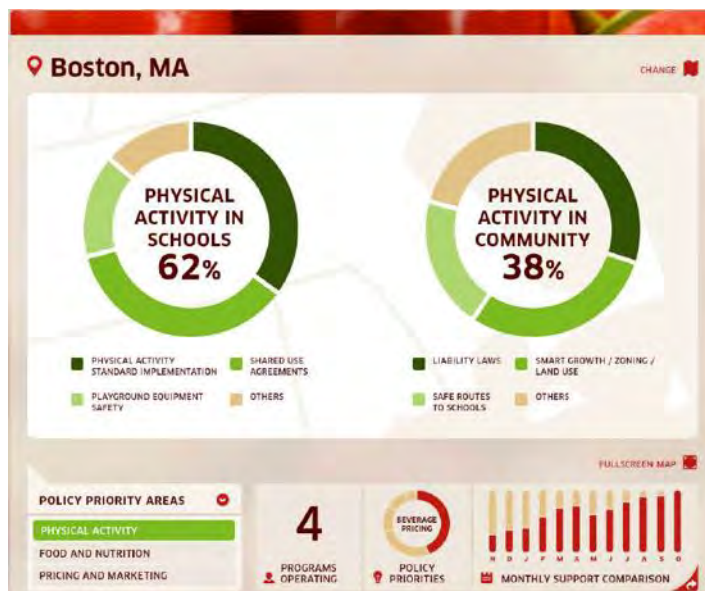 Boston, MA
CHANGE
PHYSICAL
ACTIVITY IN
SCHOOLS
62%
PHYSICAL
ACTIVITY IN
COMMUNITY
38%
PHYSICAL ACTIVITY
STANDARD IMPLEMENTATION
SHARED USE
AGREEMENTS
PLAYGROUND EQUIPMENT
SAFETY
OTHERS
LIABILITY LAWS
SMART GROWTH / ZONING /
LAND USE
SAFE ROUTES
TO SCHOOLS
OTHERS
FULLSCREEN MAP
POLICY PRIORITY AREAS
PHYSICAL ACTIVITY
FOOD AND NUTRITION
PRICING AND MARKETING
4
PROGRAMS
OPERATING
BEVERAGE
PRICING
POLICY
PRIORITIES
N D J F M A M J J A S O
MONTHLY SUPPORT COMPARISON